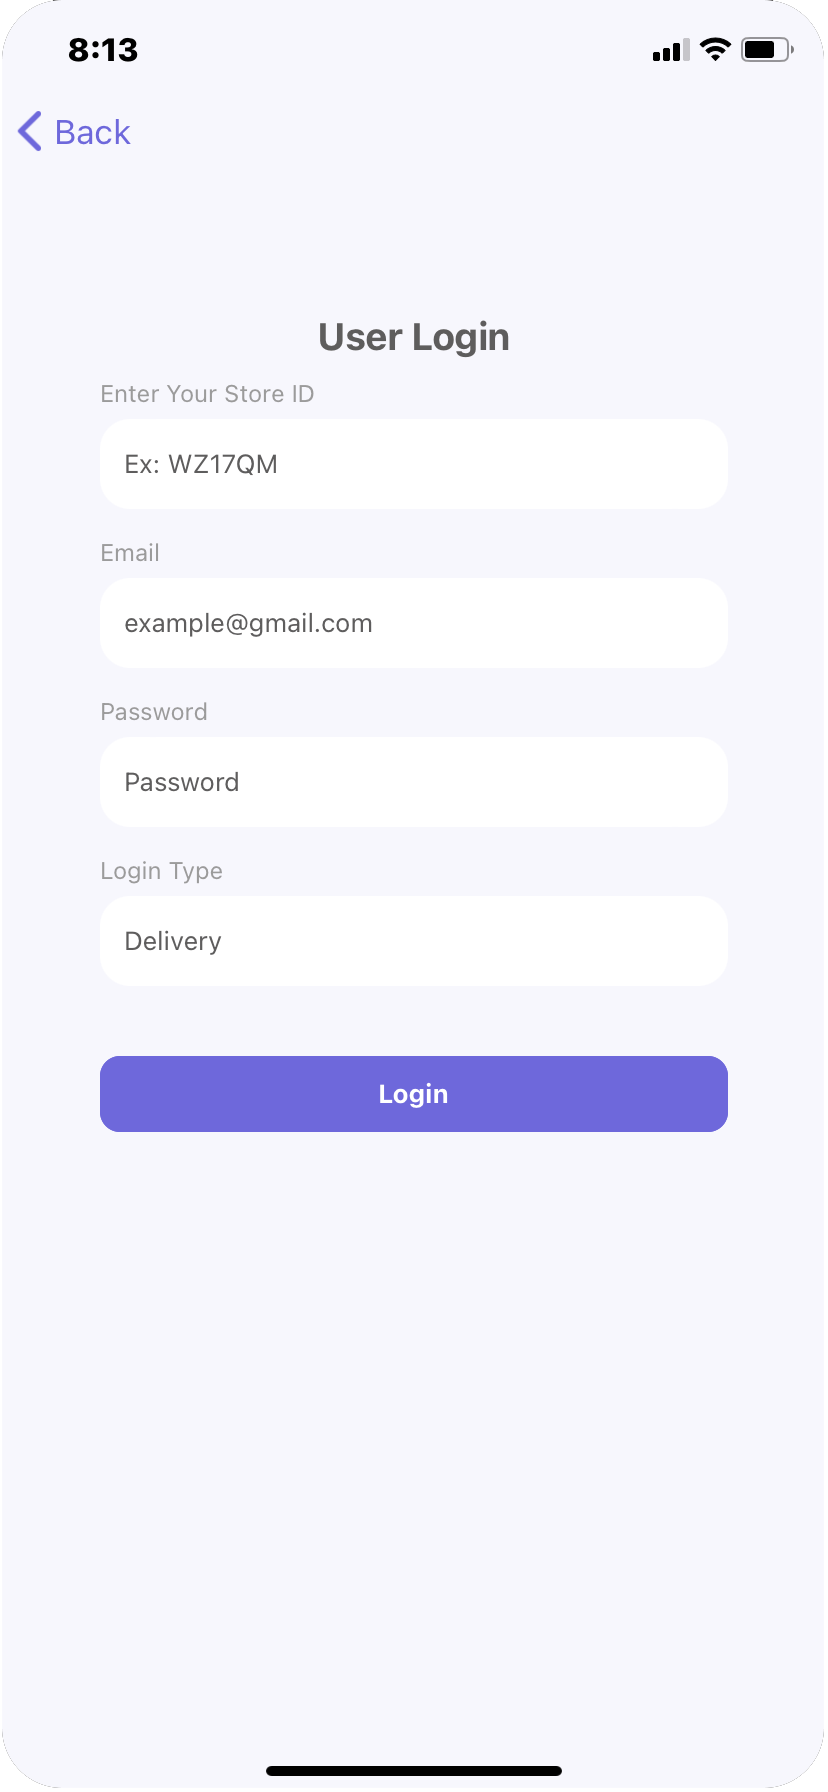 8:13
Back
User Login
Enter Your Store ID
Ex: WZ17QM
Email
example@gmail.com
Password
Password
Login Type
Delivery
Login